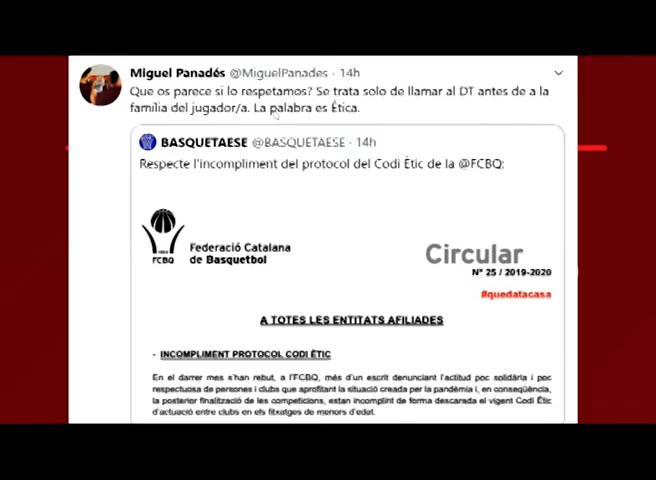 Miguel Panadés @MiguelPanades · 14h
Que os parece si lo respetamos? Se trata solo de llamar al DT antes de a la
família del jugador/a. La palabra es Ètica.
BASQUETAESE @BASQUETAESE · 14h
Respecte l'incompliment del protocol del Codi Ètic de la @FCBQ:
FCBQ
Federació Catalana
de Basquetbol
Circular
Nº 25 / 2019-2020
#quedatacasa
A TOTES LES ENTITATS AFILIADES
- INCOMPLIMENT PROTOCOL CODI ÈTIC
En el darrer mes s'han rebut, a l'FCBQ, més d'un escrit denunciant l'actitud poc solidària i poc
respectuosa de persones i clubs que aprofitant la situació creada per la pandèmia i, en conseqüència,
la posterior finalització de les competicions, estan incomplint de forma descarada el vigent Codi Ètic
d'actuació entre clubs en els fitxatges de menors d'edat.